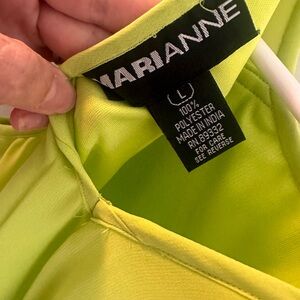 MARIANNE
L
100%
POLYESTER
MADE IN INDIA
RN 89332
FOR CARE
SEE REVERSE